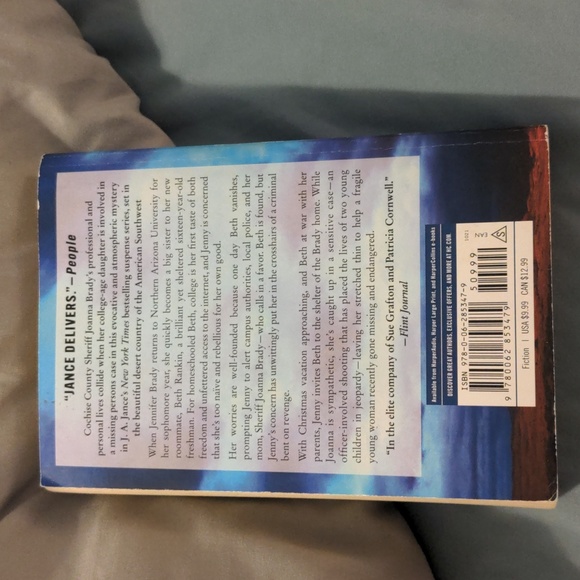 "JANCE DELIVERS."—People
Cochise County Sheriff Joanna Brady's professional and
personal lives collide when her college-age daughter is involved in
a missing persons case in this evocative and atmospheric mystery
in J. A. Jance's New York Times bestselling suspense series, set in
the beautiful desert country of the American Southwest
When Jennifer Brady returns to Northern Arizona University for
her sophomore year, she quickly becomes a big sister to her new
roommate, Beth Rankin, a brilliant yet sheltered sixteen-year-old
freshman. For homeschooled Beth, college is her first taste of both
freedom and unfettered access to the internet, and Jenny is concerned
that she's too naive and rebellious for her own good.
Her worries are well-founded because one day Beth vanishes,
prompting Jenny to alert campus authorities, local police, and her
mom, Sheriff Joanna Brady—who calls in a favor. Beth is found, but
Jenny's concern has unwittingly put her in the crosshairs of a criminal
bent on revenge.
With Christmas vacation approaching, and Beth at war with her
parents, Jenny invites Beth to the shelter of the Brady home. While
Joanna is sympathetic, she's caught up in a sensitive case—an
officer-involved shooting that has placed the lives of two young
children in jeopardy—leaving her stretched thin to help a fragile
young woman recently gone missing and endangered.
"In the elite company of Sue Grafton and Patricia Cornwell."
—Flint Journal
Available from HarperAudio, Harper Large Print, and HarperCollins e-books
DISCOVER GREAT AUTHORS, EXCLUSIVE OFFERS, AND MORE AT HC.COM.
ISBN 978-0-06-285347-9
50999
9 780062 853479
Fiction | USA $9.99 CAN $12.99